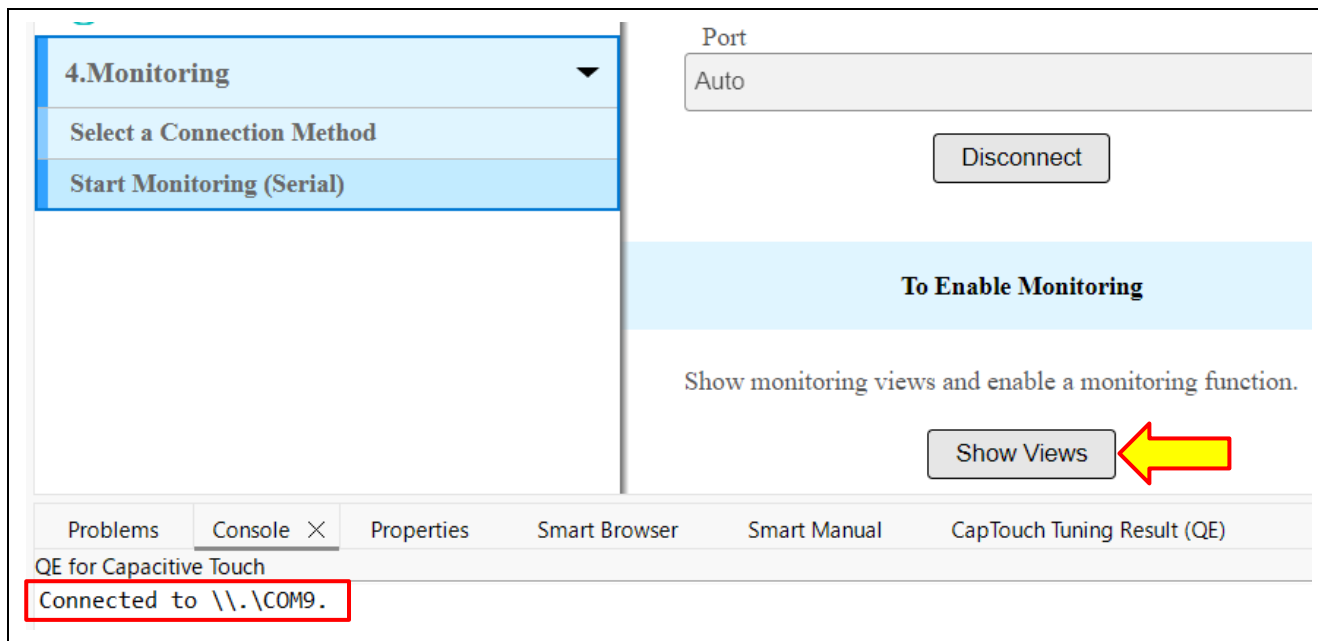 4.Monitoring
Select a Connection Method
Start Monitoring (Serial)
Port
Auto
Disconnect
To Enable Monitoring
Show monitoring views and enable a monitoring function.
Show Views
Problems Console Properties Smart Browser Smart Manual CapTouch Tuning Result (QE)
QE for Capacitive Touch
Connected to \\.\COM9.